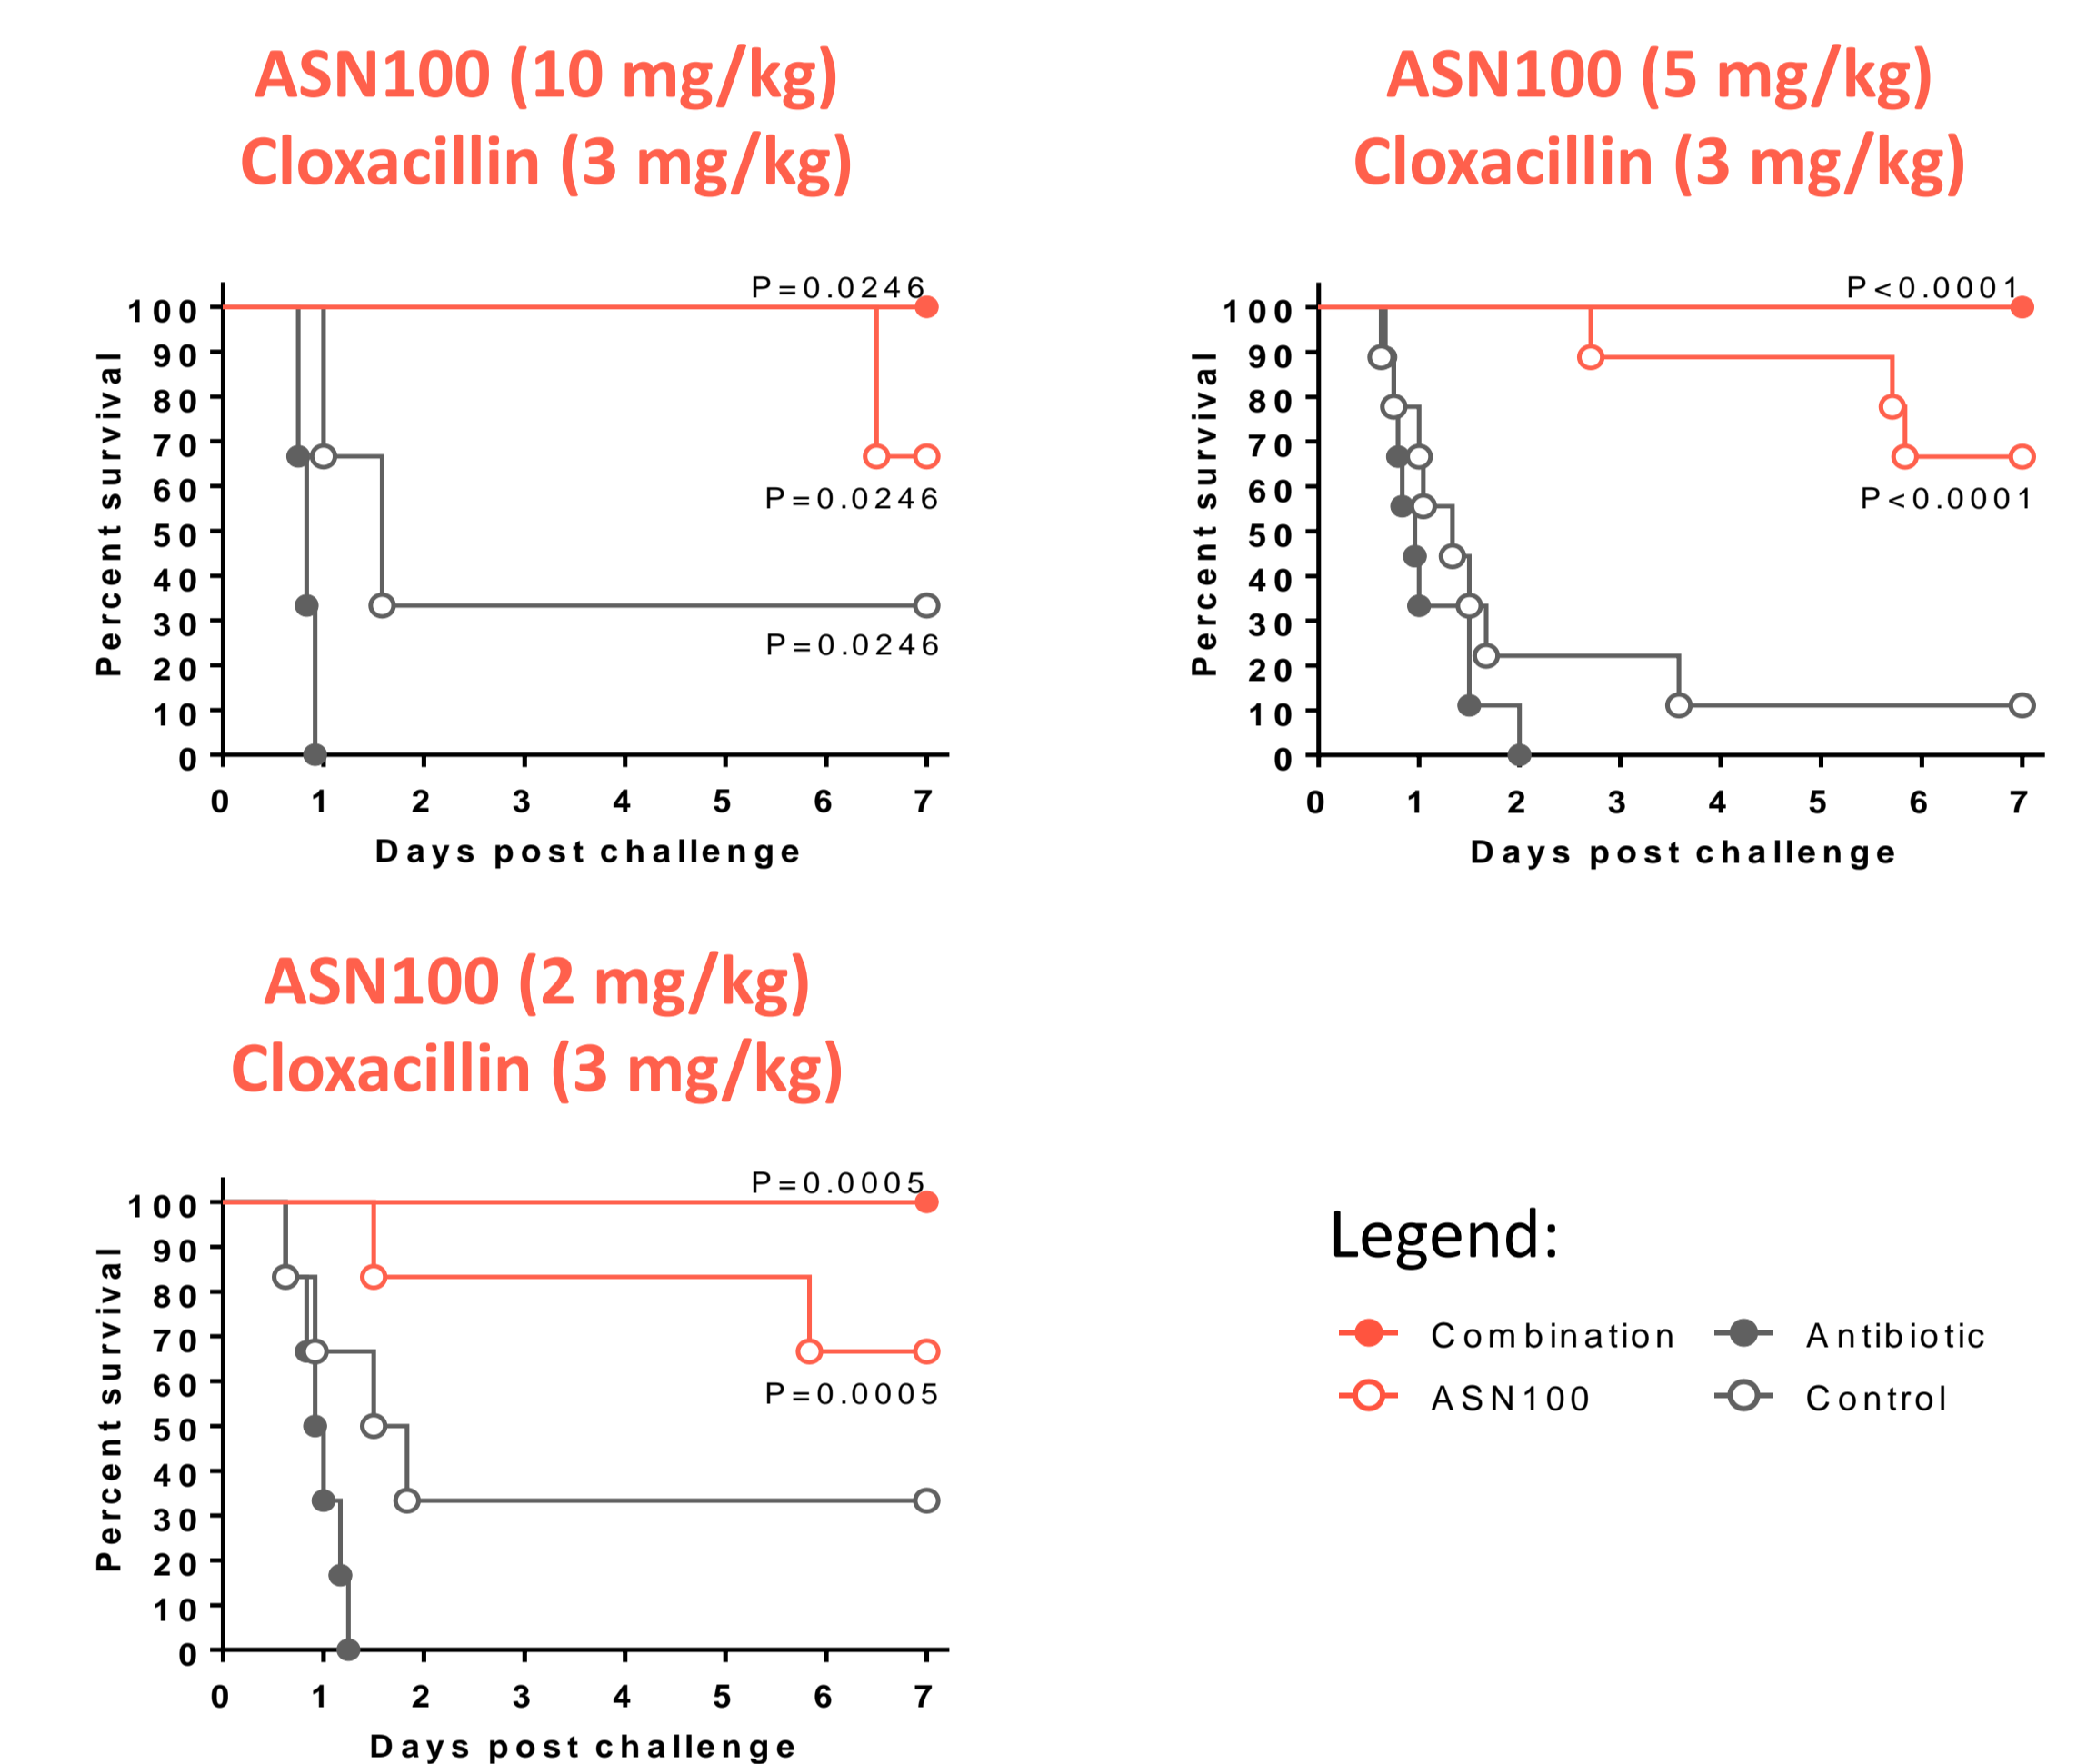 ASN100 (10 mg/kg)
Cloxacillin (3 mg/kg)
P=0.0246
100
90
80
70
60
50
40
30
20
10
0
Percent survival
P=0.0246
P=0.0246
0 1 2 3 4 5 6 7
Days post challenge
ASN100 (5 mg/kg)
Cloxacillin (3 mg/kg)
P<0.0001
100
90
80
70
60
50
40
30
20
10
0
Percent survival
P<0.0001
0 1 2 3 4 5 6 7
Days post challenge
ASN100 (2 mg/kg)
Cloxacillin (3 mg/kg)
P=0.0005
100
90
80
70
60
50
40
30
20
10
0
Percent survival
P=0.0005
0 1 2 3 4 5 6 7
Days post challenge
Legend:
Combination Antibiotic
ASN100 Control